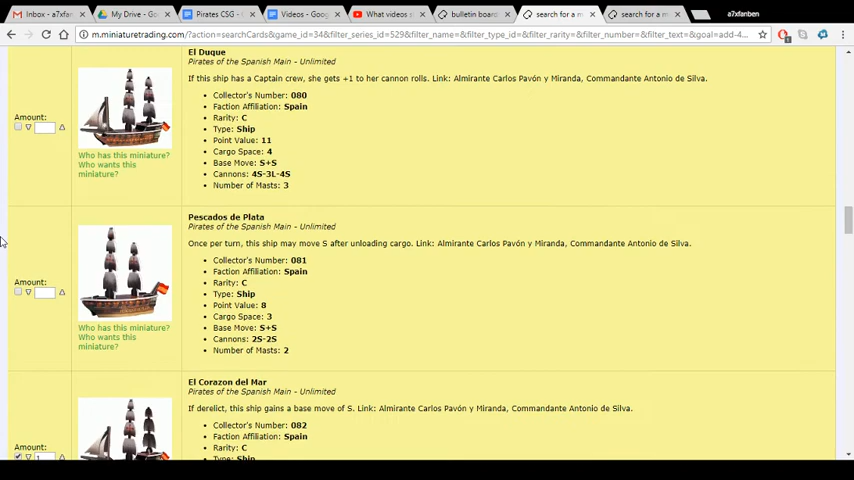 Inbox - a7xfan
My Drive - Goo
Pirates CSG -
Videos - Goog
What videos s
bulletin board
search for a m
search for a m
a7xfanben
m.miniaturetrading.com/?action=searchCards&game_id=34&filter_series_id=529&filter_name=&filter_type_id=&filter_rarity=&filter_number=&filter_text=&goal=add-4...
El Duque
Pirates of the Spanish Main - Unlimited
If this ship has a Captain crew, she gets +1 to her cannon rolls. Link: Almirante Carlos Pavón y Miranda, Commandante Antonio de Silva.
Collector's Number: 080
Faction Affiliation: Spain
Rarity: C
Type: Ship
Point Value: 11
Cargo Space: 4
Base Move: S+S
Cannons: 4S-3L-4S
Number of Masts: 3
Amount:
Who has this miniature?
Who wants this
miniature?
Pescados de Plata
Pirates of the Spanish Main - Unlimited
Once per turn, this ship may move S after unloading cargo. Link: Almirante Carlos Pavón y Miranda, Commandante Antonio de Silva.
Collector's Number: 081
Faction Affiliation: Spain
Rarity: C
Type: Ship
Point Value: 8
Cargo Space: 3
Base Move: S+S
Cannons: 2S-2S
Number of Masts: 2
Amount:
Who has this miniature?
Who wants this
miniature?
El Corazon del Mar
Pirates of the Spanish Main - Unlimited
If derelict, this ship gains a base move of S. Link: Almirante Carlos Pavón y Miranda, Commandante Antonio de Silva.
Collector's Number: 082
Faction Affiliation: Spain
Rarity: C
Type: Ship
Amount:
1